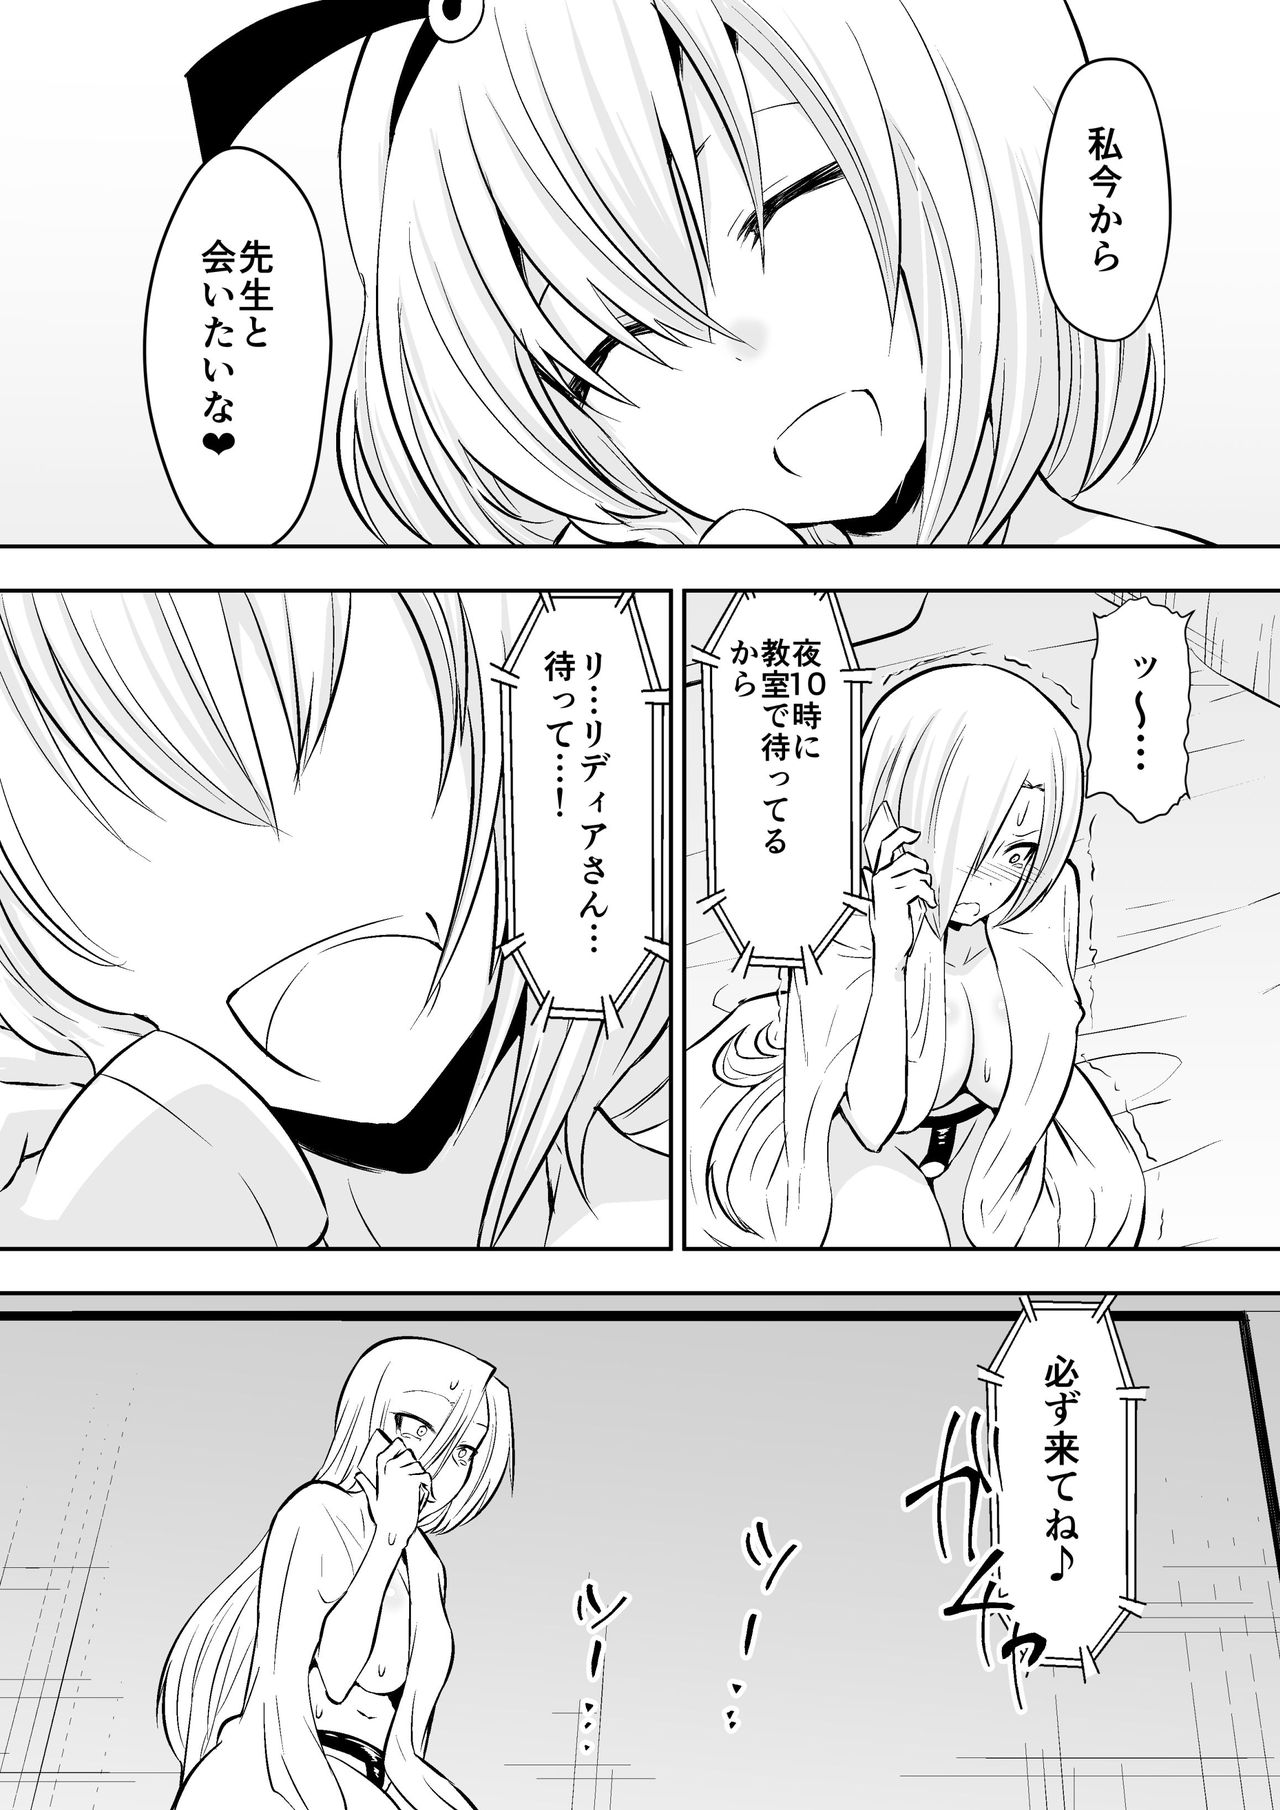 私今から
先生と
会いたいな♥
ッ～…
夜10時に
教室で待ってる
から
リ…リディアさん…
待って…!
必ず来てね♪
ガチャ
ツー…
ツー…